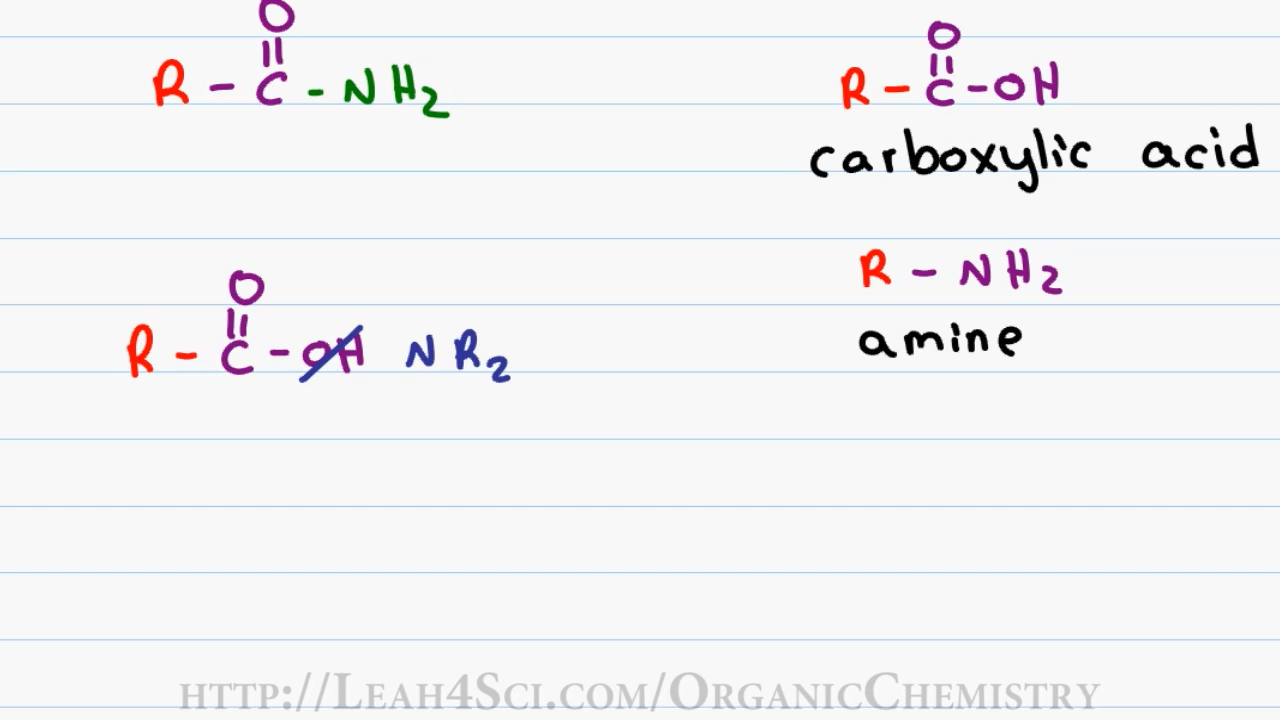 O
||
R - C - NH2
O
||
R - C - OH
carboxylic acid
R - NH2
amine
O
||
R - C - OH NR2
http://Leah4Sci.com/OrganicChemistry